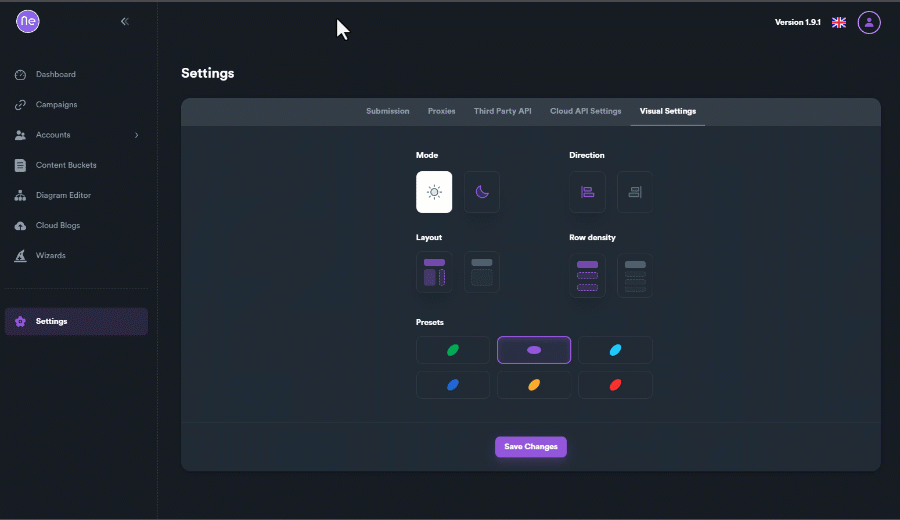 Ne
Version 1.9.1
Dashboard
Campaigns
Accounts
Content Buckets
Diagram Editor
Cloud Blogs
Wizards
Settings
Settings
Submission Proxies Third Party API Cloud API Settings Visual Settings
Mode Direction
Layout Row density
Presets
Save Changes